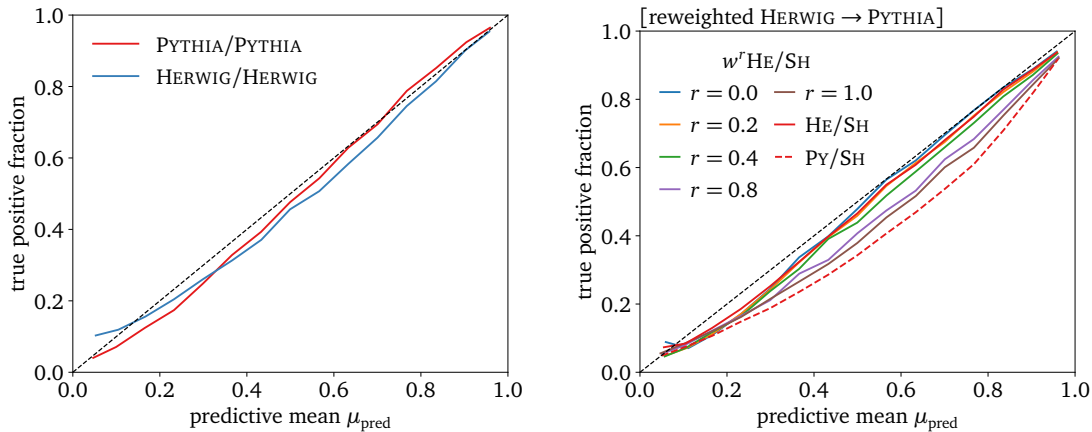 1.0
0.8
0.6
0.4
0.2
0.0
0.0
0.2
0.4
0.6
0.8
1.0
true positive fraction
predictive mean μpred
PYTHIA/PYTHIA
HERWIG/HERWIG
[reweighted HERWIG → PYTHIA]
1.0
0.8
0.6
0.4
0.2
0.0
0.0
0.2
0.4
0.6
0.8
1.0
true positive fraction
predictive mean μpred
wʳHE/SH
r = 0.0
r = 0.2
r = 0.4
r = 0.8
r = 1.0
HE/SH
PY/SH